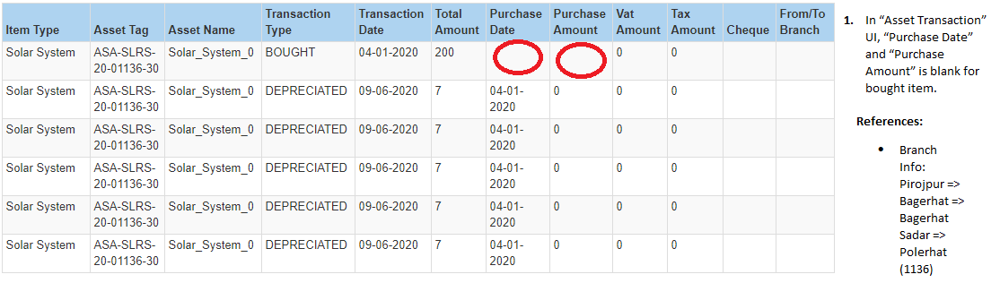 Item Type Asset Tag Asset Name Transaction Type Transaction Date Total Amount Purchase Date Purchase Amount Vat Amount Tax Amount Cheque From/To Branch
Solar System ASA-SLRS-20-01136-30 Solar_System_0 BOUGHT 04-01-2020 200 0 0
Solar System ASA-SLRS-20-01136-30 Solar_System_0 DEPRECIATED 09-06-2020 7 04-01-2020 0 0 0
Solar System ASA-SLRS-20-01136-30 Solar_System_0 DEPRECIATED 09-06-2020 7 04-01-2020 0 0 0
Solar System ASA-SLRS-20-01136-30 Solar_System_0 DEPRECIATED 09-06-2020 7 04-01-2020 0 0 0
Solar System ASA-SLRS-20-01136-30 Solar_System_0 DEPRECIATED 09-06-2020 7 04-01-2020 0 0 0
Solar System ASA-SLRS-20-01136-30 Solar_System_0 DEPRECIATED 09-06-2020 7 04-01-2020 0 0 0
1. In “Asset Transaction”
UI, “Purchase Date”
and “Purchase
Amount” is blank for
bought item.
References:
• Branch
Info:
Pirojpur =>
Bagerhat =>
Bagerhat
Sadar =>
Polerhat
(1136)